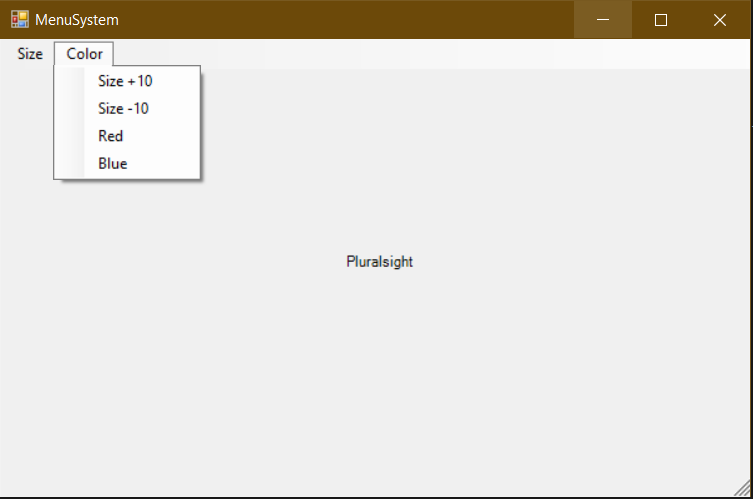 MenuSystem
Size Color
Size +10
Size -10
Red
Blue
Pluralsight